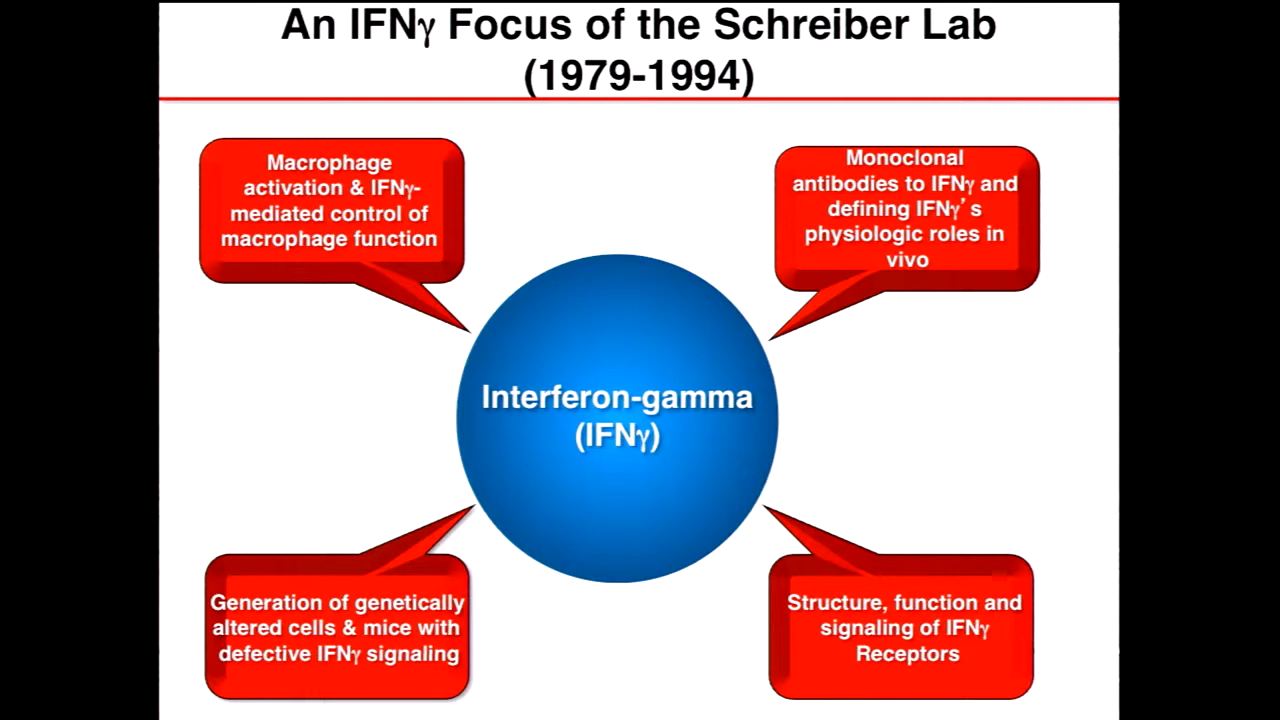 An IFNγ Focus of the Schreiber Lab
(1979-1994)
Macrophage
activation & IFNγ-
mediated control of
macrophage function
Monoclonal
antibodies to IFNγ and
defining IFNγ’s
physiologic roles in
vivo
Interferon-gamma
(IFNγ)
Generation of genetically
altered cells & mice with
defective IFNγ signaling
Structure, function and
signaling of IFNγ
Receptors